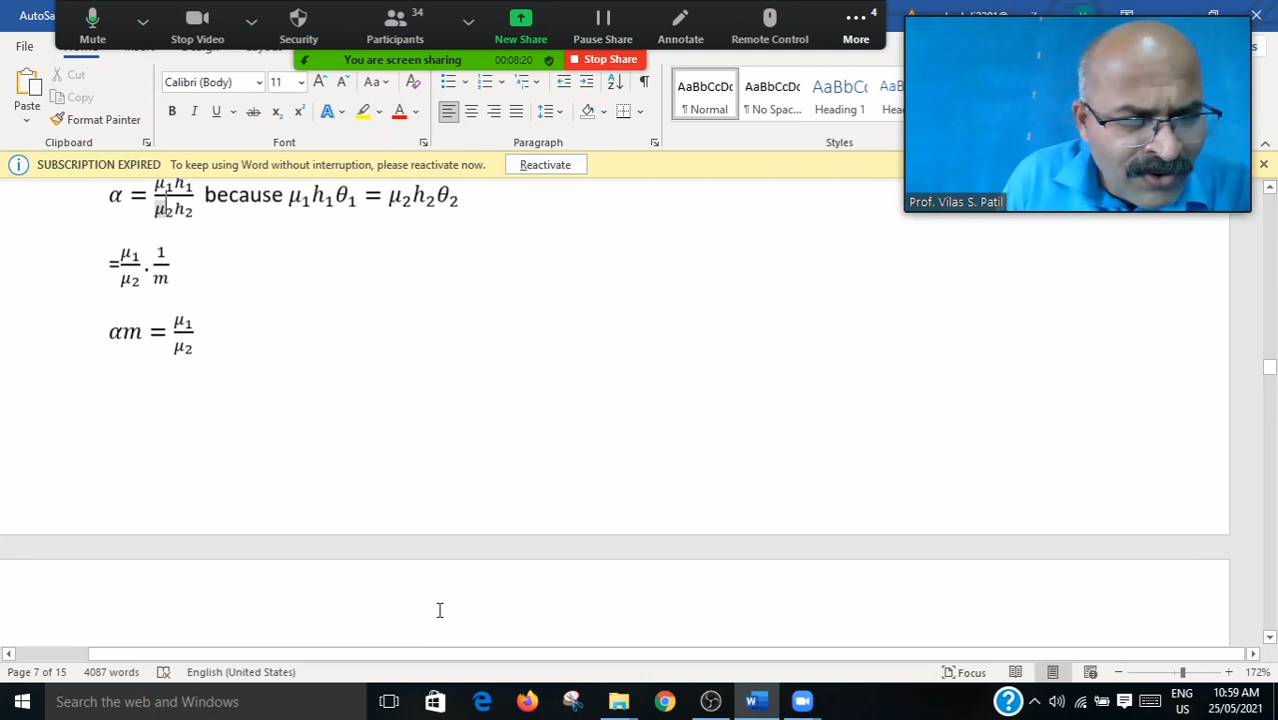 AutoSa
34
4
Mute
Stop Video
Security
Participants
New Share
Pause Share
Annotate
Remote Control
More
You are screen sharing
00:08:20
Stop Share
File
Paste
Cut
Copy
Format Painter
Clipboard
Calibri (Body)
11
Font
Paragraph
AaBbCcDc
AaBbCcDc
AaBbCc
AaBb
¶ Normal
¶ No Spac...
Heading 1
Hea
Styles
SUBSCRIPTION EXPIRED To keep using Word without interruption, please reactivate now.
Reactivate
Prof. Vilas S. Patil
α = μ₁h₁/μ₂h₂ because μ₁h₁θ₁ = μ₂h₂θ₂
=μ₁/μ₂ . 1/m
αm = μ₁/μ₂
Page 7 of 15
4087 words
English (United States)
Focus
172%
Search the web and Windows
ENG
US
10:59 AM
25/05/2021